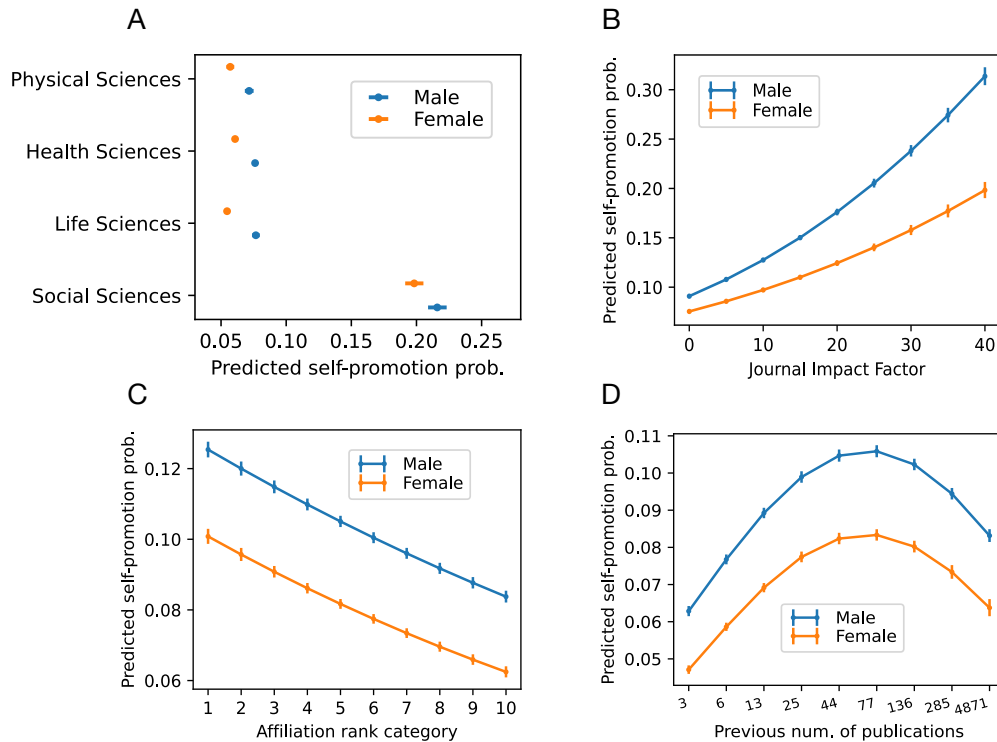 A
Physical Sciences
Health Sciences
Life Sciences
Social Sciences
Male
Female
0.05 0.10 0.15 0.20 0.25
Predicted self-promotion prob.
B
Predicted self-promotion prob.
0.30
0.25
0.20
0.15
0.10
Male
Female
0 10 20 30 40
Journal Impact Factor
C
Predicted self-promotion prob.
0.12
0.10
0.08
0.06
Male
Female
1 2 3 4 5 6 7 8 9 10
Affiliation rank category
D
Predicted self-promotion prob.
0.11
0.10
0.09
0.08
0.07
0.06
0.05
Male
Female
3 6 13 25 44 77 136 285 4871
Previous num. of publications